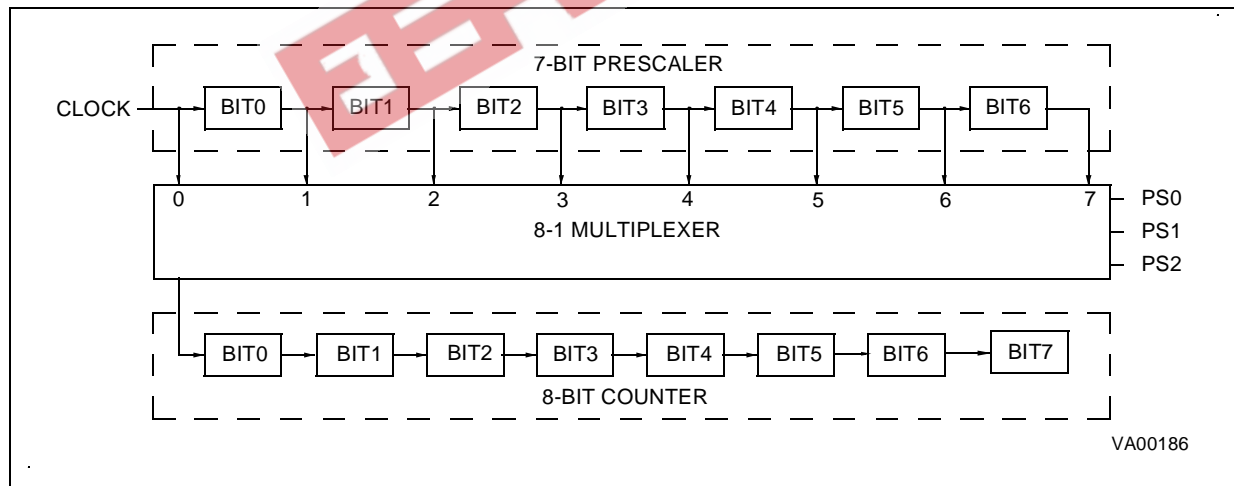 7-BIT PRESCALER
CLOCK BIT0 BIT1 BIT2 BIT3 BIT4 BIT5 BIT6
0 1 2 3 4 5 6 7 PS0
8-1 MULTIPLEXER PS1
PS2
BIT0 BIT1 BIT2 BIT3 BIT4 BIT5 BIT6 BIT7
8-BIT COUNTER
VA00186